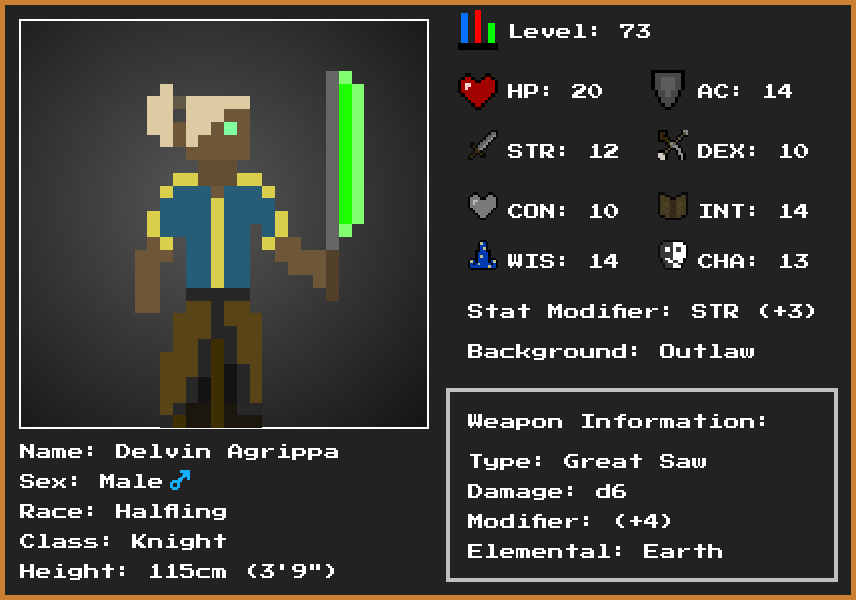 Level: 73
HP: 20 AC: 14
STR: 12 DEX: 10
CON: 10 INT: 14
WIS: 14 CHA: 13
Stat Modifier: STR (+3)
Background: Outlaw
Weapon Information:
Type: Great Saw
Damage: d6
Modifier: (+4)
Elemental: Earth
Name: Delvin Agrippa
Sex: Male♂
Race: Halfling
Class: Knight
Height: 115cm (3'9")